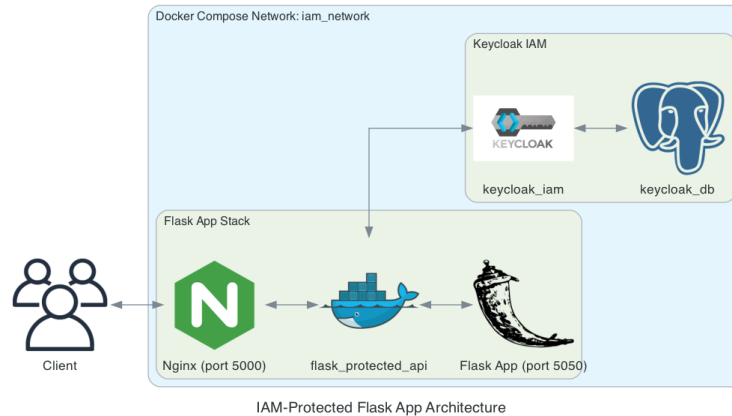 Docker Compose Network: iam_network
Keycloak IAM
KEYCLOAK
keycloak_iam
keycloak_db
Flask App Stack
N
Client
Nginx (port 5000)
flask_protected_api
Flask App (port 5050)
IAM-Protected Flask App Architecture